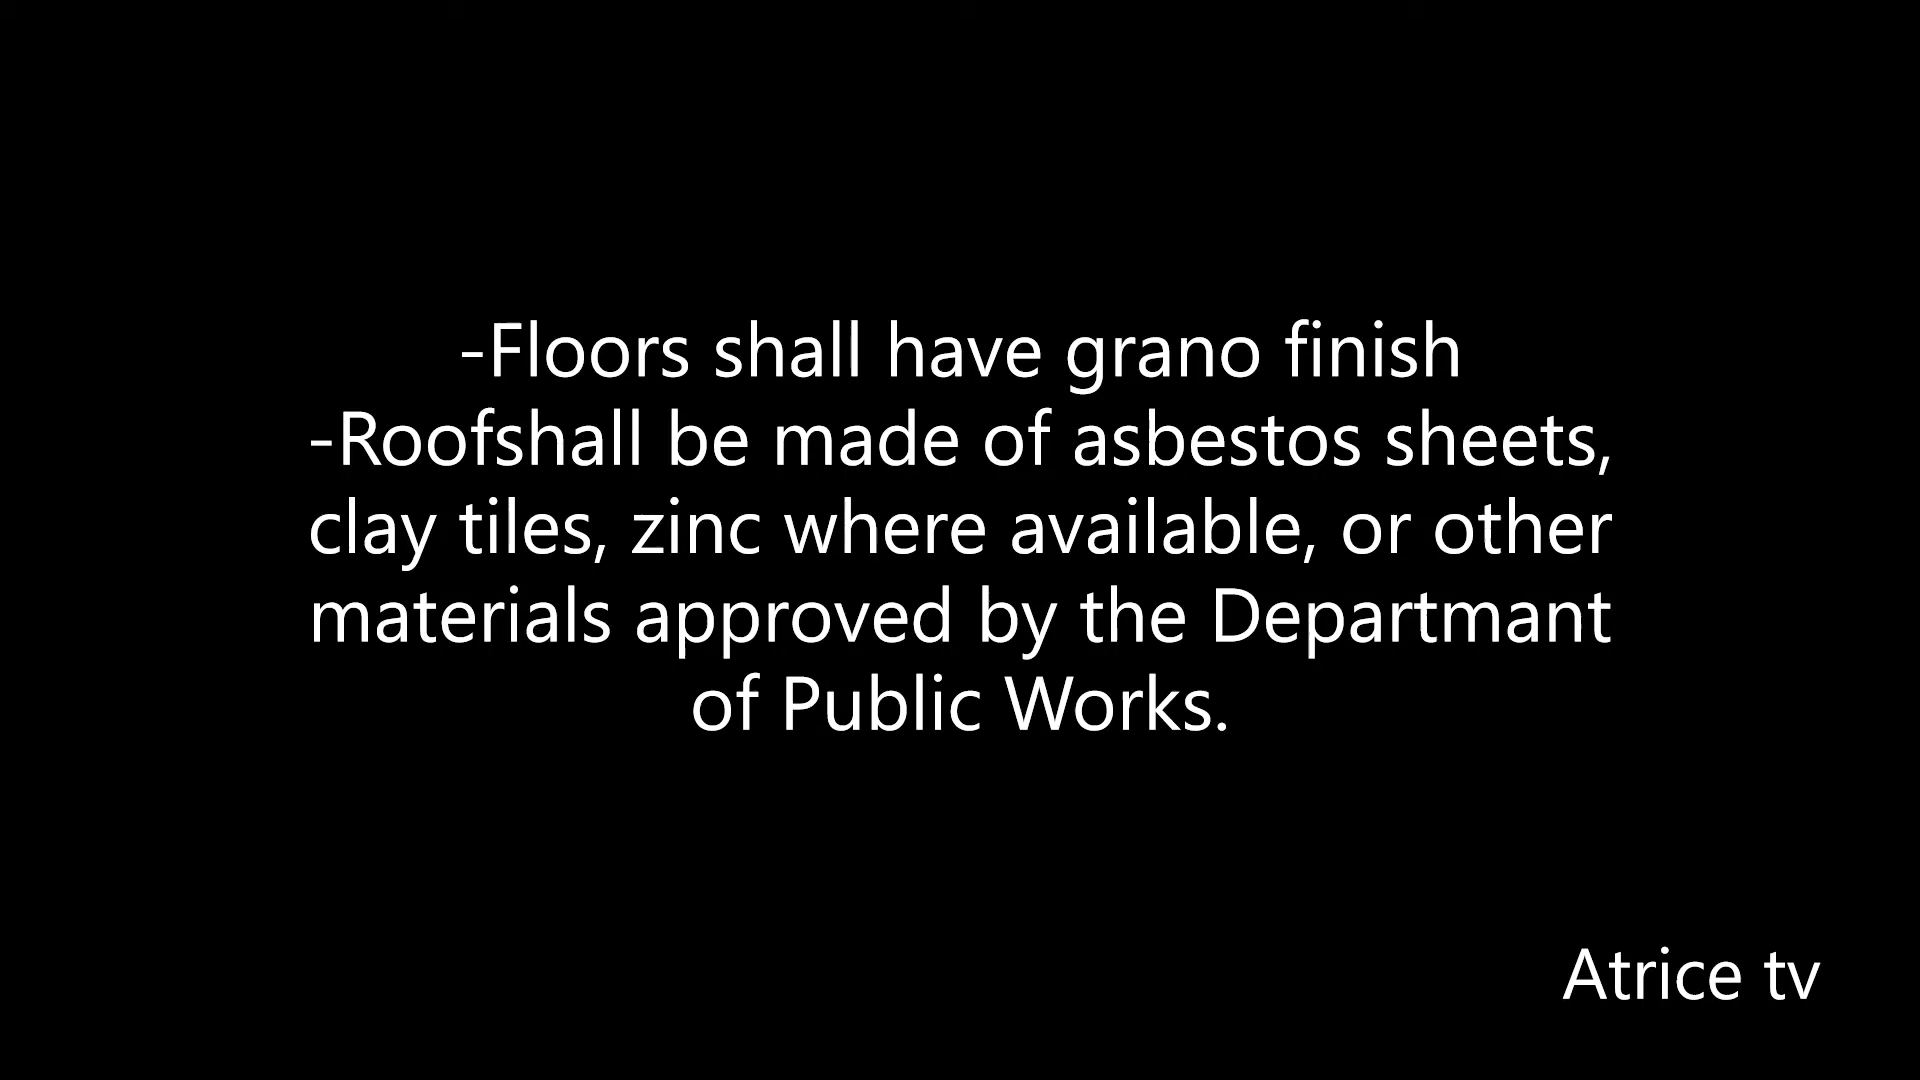 -Floors shall have grano finish
-Roofshall be made of asbestos sheets,
clay tiles, zinc where available, or other
materials approved by the Departmant
of Public Works.
Atrice tv